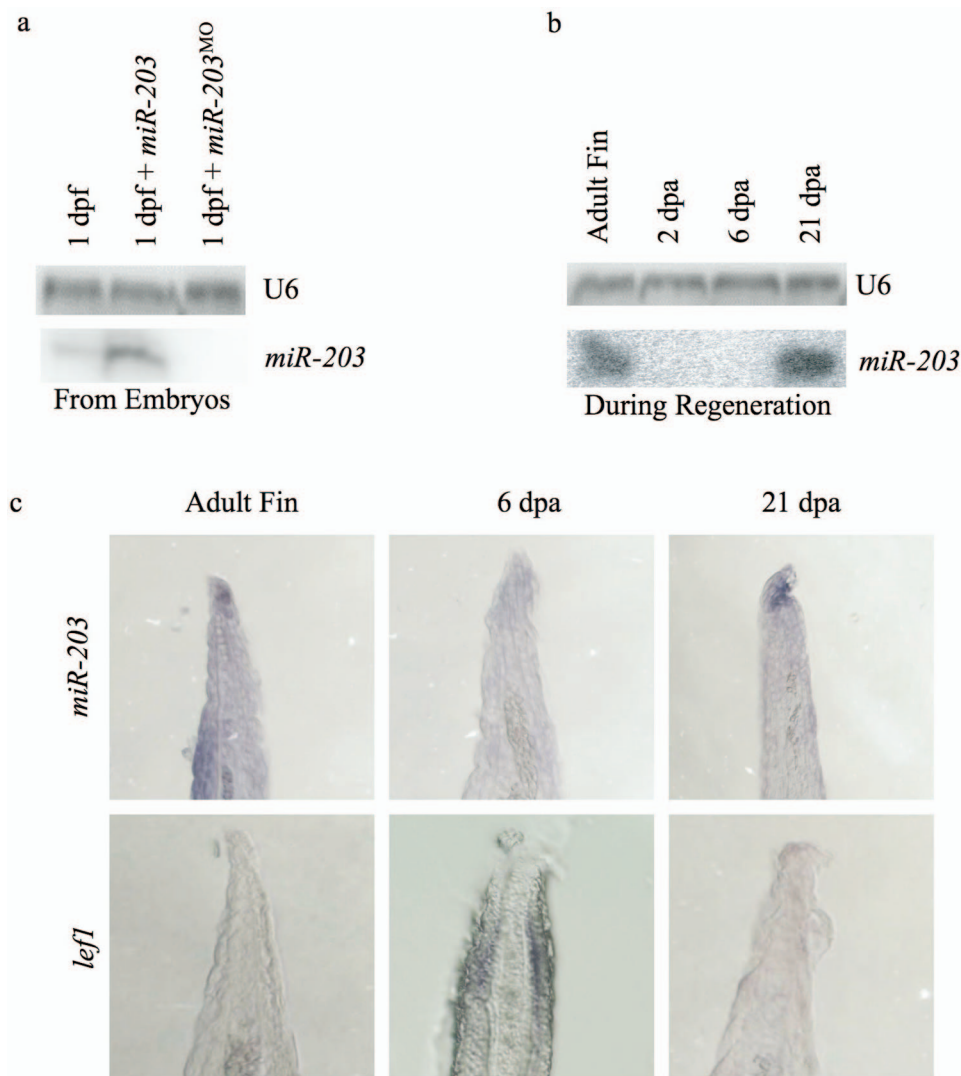 a
1 dpf
1 dpf + miR-203
1 dpf + miR-203MO
U6
miR-203
From Embryos
b
Adult Fin
2 dpa
6 dpa
21 dpa
U6
miR-203
During Regeneration
c
Adult Fin
6 dpa
21 dpa
miR-203
lef1